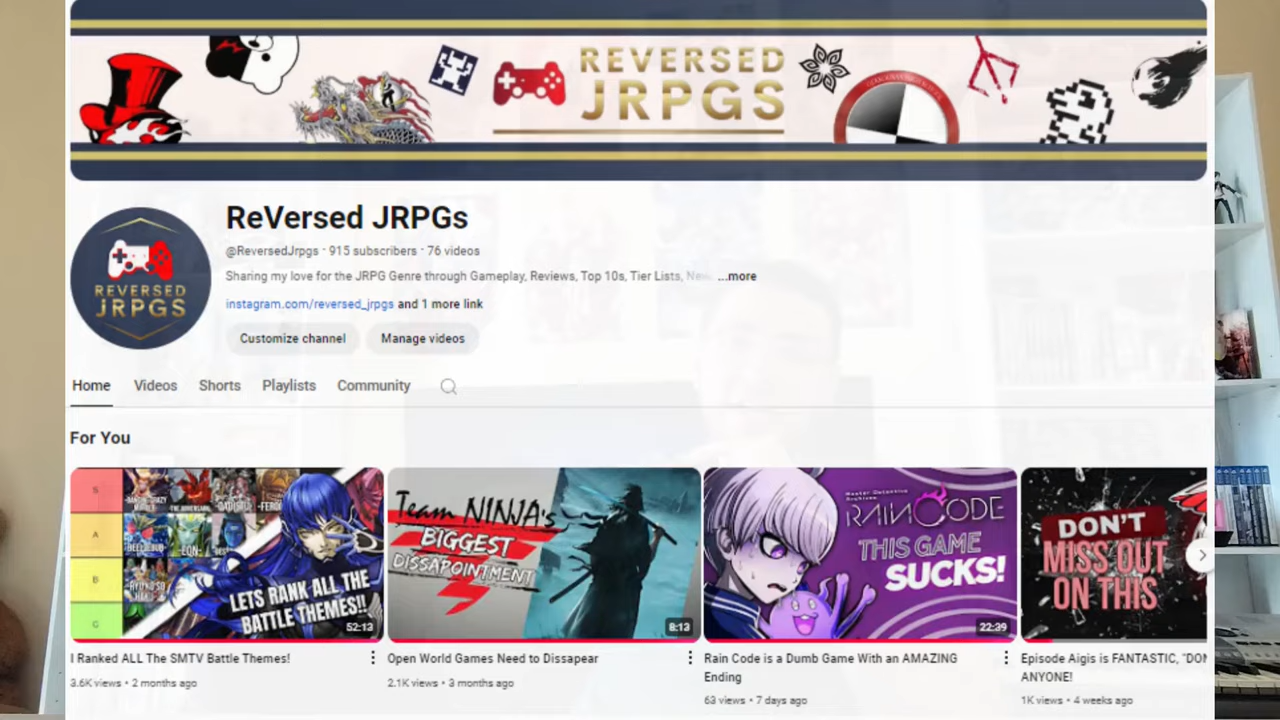 REVERSED
JRPGS
ReVersed JRPGs
@ReversedJrpgs · 915 subscribers · 76 videos
Sharing my love for the JRPG Genre through Gameplay, Reviews, Top 10s, Tier Lists, ...more
instagram.com/reversed_jrpgs and 1 more link
REVERSED
JRPGS
Customize channel Manage videos
Home Videos Shorts Playlists Community
For You
S
A
B
C
LETS RANK ALL THE
BATTLE THEMES!!
52:13
Team NINJA's
BIGGEST
DISSAPOINTMENT
8:13
RAIN CODE
THIS GAME
SUCKS!
22:39
DON'T
MISS OUT
ON THIS
I Ranked ALL The SMTV Battle Themes!
3.6K views • 2 months ago
Open World Games Need to Dissapear
2.1K views • 3 months ago
Rain Code is a Dumb Game With an AMAZING
Ending
63 views • 7 days ago
Episode Aigis is FANTASTIC, "DON
ANYONE!
1K views • 4 weeks ago